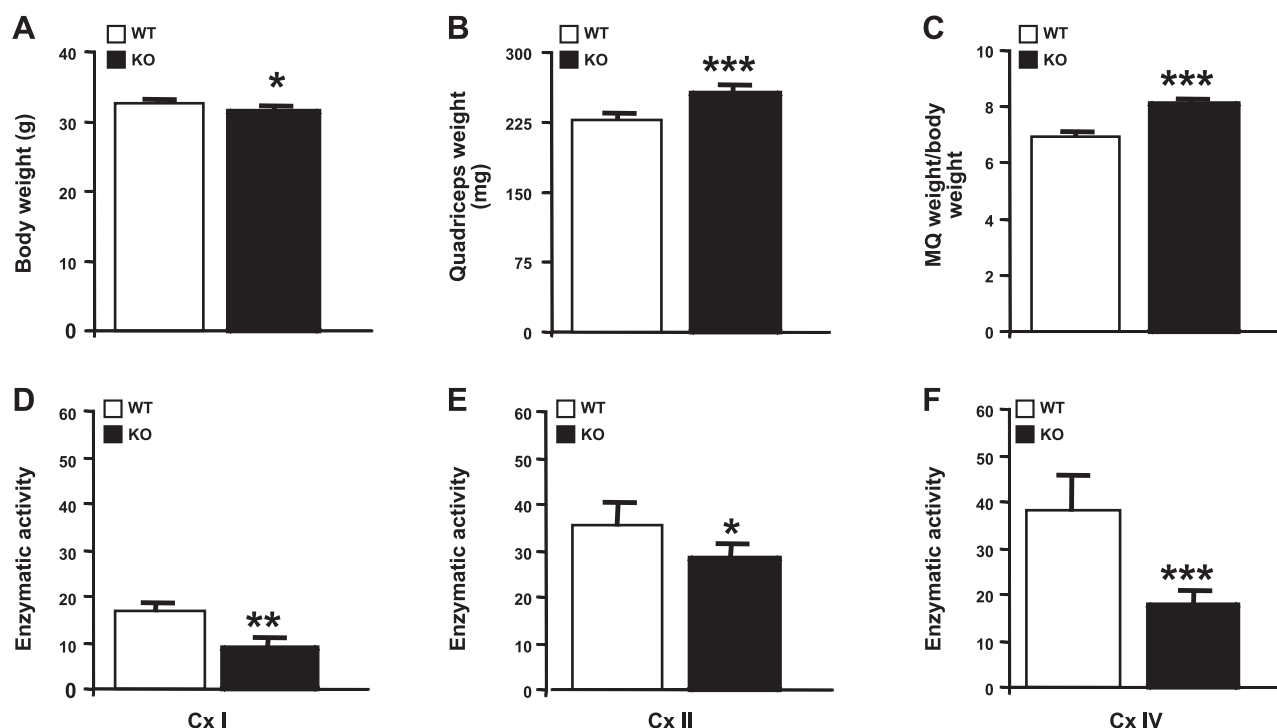 A
WT
KO
Body weight (g)
40
30
20
10
0
*
B
WT
KO
Quadriceps weight
(mg)
300
225
150
75
0
***
C
WT
KO
MQ weight/body
weight
10
8
6
4
2
0
***
D
WT
KO
Enzymatic activity
60
50
40
30
20
10
0
**
Cx I
E
WT
KO
Enzymatic activity
60
50
40
30
20
10
0
*
Cx II
F
WT
KO
Enzymatic activity
60
50
40
30
20
10
0
***
Cx IV